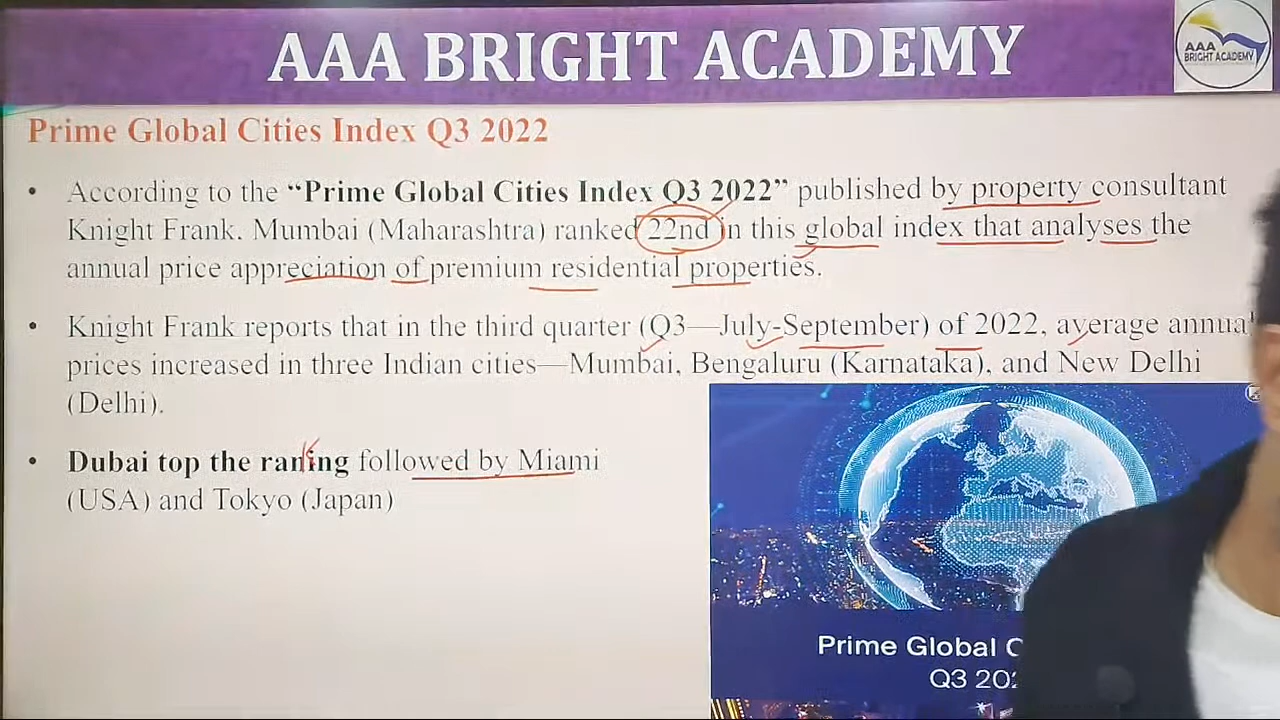 AAA BRIGHT ACADEMY
AAA
BRIGHT ACADEMY
Prime Global Cities Index Q3 2022
• According to the “Prime Global Cities Index Q3 2022” published by property consultant
Knight Frank. Mumbai (Maharashtra) ranked 22nd in this global index that analyses the
annual price appreciation of premium residential properties.
• Knight Frank reports that in the third quarter (Q3—July-September) of 2022, average annual
prices increased in three Indian cities—Mumbai, Bengaluru (Karnataka), and New Delhi
(Delhi).
• Dubai top the raning followed by Miami
(USA) and Tokyo (Japan)
Prime Global C
Q3 202